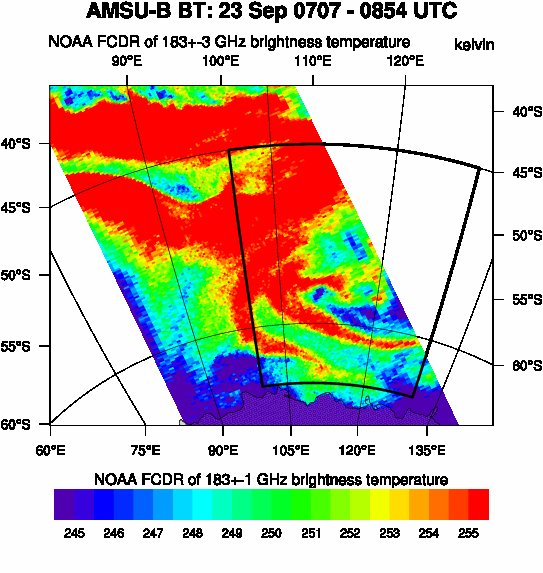 AMSU-B BT: 23 Sep 0707 - 0854 UTC
NOAA FCDR of 183+-3 GHz brightness temperature kelvin
90°E 100°E 110°E 120°E
40°S 40°S
45°S 45°S
50°S 50°S
55°S 55°S
60°S 60°S
60°E 75°E 90°E 105°E 120°E 135°E
NOAA FCDR of 183+-1 GHz brightness temperature
245 246 247 248 249 250 251 252 253 254 255